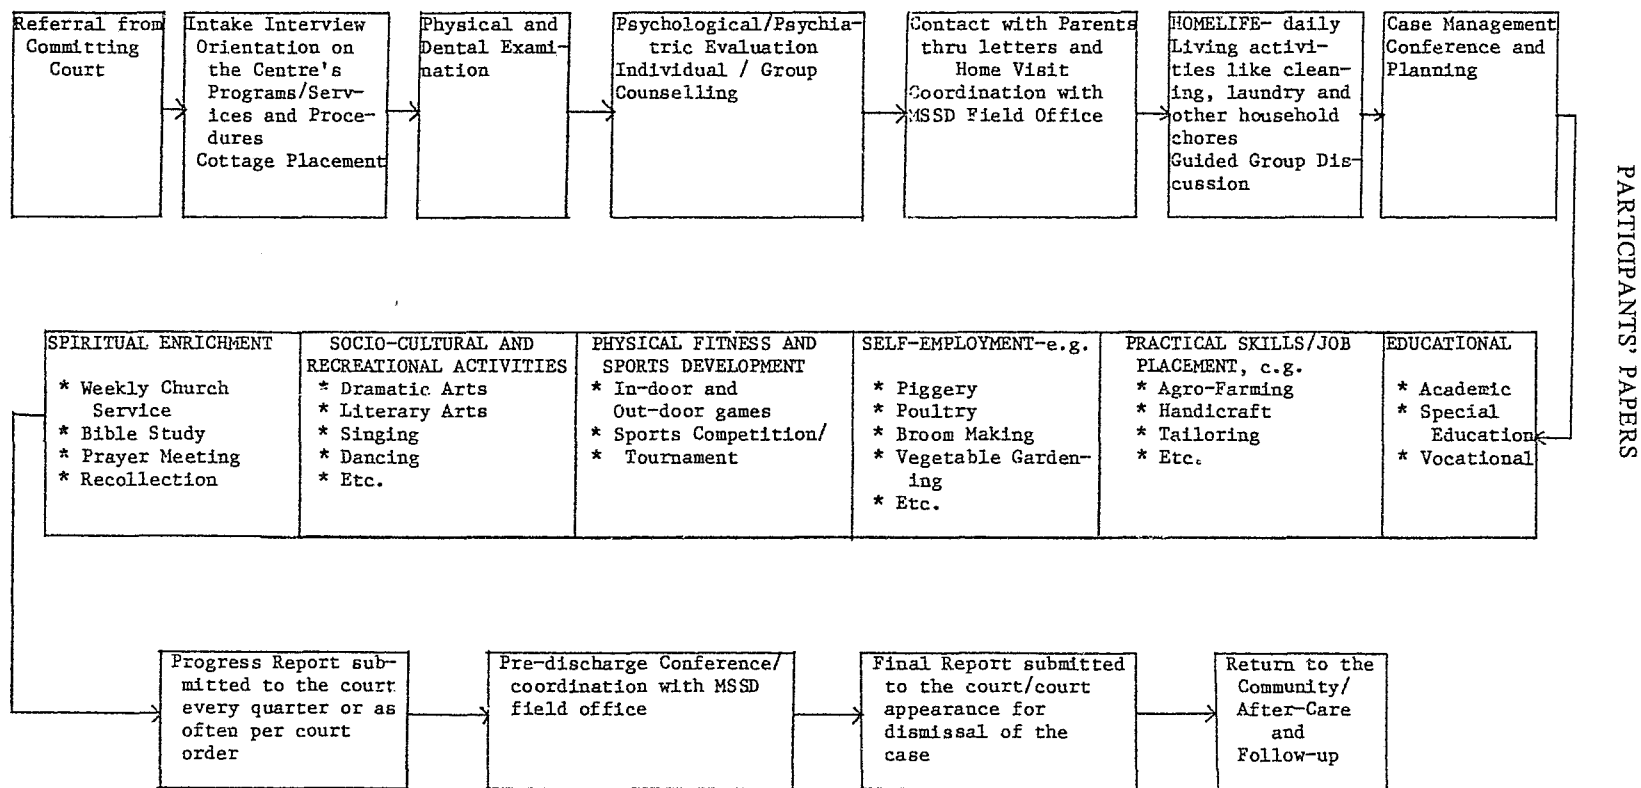 Referral from
Committing
Court
Intake Interview
Orientation on
the Centre's
Programs/Serv-
ices and Proce-
dures
Cottage Placement
Physical and
Dental Exami-
nation
Psychological/Psychia-
tric Evaluation
Individual / Group
Counselling
Contact with Parents
thru letters and
Home Visit
Coordination with
MSSD Field Office
HOMELIFE- daily
Living activi-
ties like clean-
ing, laundry and
other household
chores
Guided Group Dis-
cussion
Case Management
Conference and
Planning
PARTICIPANTS' PAPERS
SPIRITUAL ENRICHMENT
* Weekly Church
Service
* Bible Study
* Prayer Meeting
* Recollection
SOCIO-CULTURAL AND
RECREATIONAL ACTIVITIES
* Dramatic Arts
* Literary Arts
* Singing
* Dancing
* Etc.
PHYSICAL FITNESS AND
SPORTS DEVELOPMENT
* In-door and
Out-door games
* Sports Competition/
* Tournament
SELF-EMPLOYMENT-e.g.
* Piggery
* Poultry
* Broom Making
* Vegetable Garden-
ing
* Etc.
PRACTICAL SKILLS/JOB
PLACEMENT, e.g.
* Agro-Farming
* Handicraft
* Tailoring
* Etc.
EDUCATIONAL
* Academic
* Special
Education
* Vocational
Progress Report sub-
mitted to the court
every quarter or as
often per court
order
Pre-discharge Conference/
coordination with MSSD
field office
Final Report submitted
to the court/court
appearance for
dismissal of the
case
Return to the
Community/
After-Care
and
Follow-up